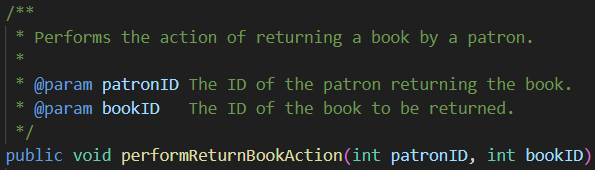 /**
 * Performs the action of returning a book by a patron.
 *
 * @param patronID The ID of the patron returning the book.
 * @param bookID   The ID of the book to be returned.
 */
public void performReturnBookAction(int patronID, int bookID)